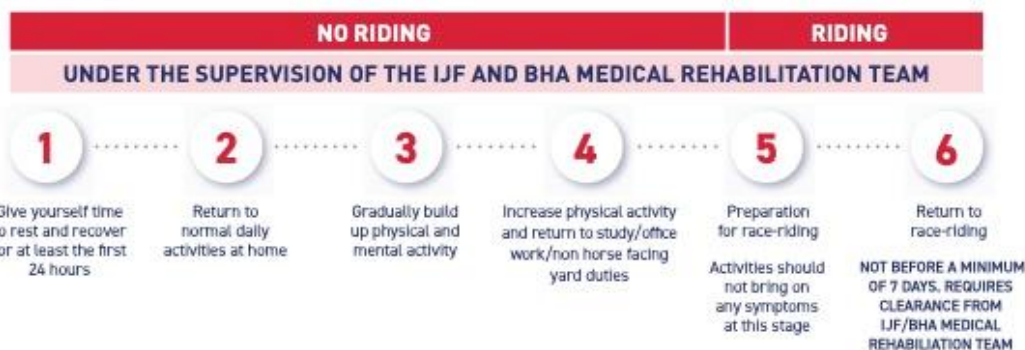 NO RIDING
RIDING
UNDER THE SUPERVISION OF THE IJF AND BHA MEDICAL REHABILITATION TEAM
1
2
3
4
5
6
Give yourself time
to rest and recover
for at least the first
24 hours
Return to
normal daily
activities at home
Gradually build
up physical and
mental activity
Increase physical activity
and return to study/office
work/non horse facing
yard duties
Preparation
for race-riding
Activities should
not bring on
any symptoms
at this stage
Return to
race-riding
NOT BEFORE A MINIMUM
OF 7 DAYS. REQUIRES
CLEARANCE FROM
IJF/BHA MEDICAL
REHABILIATION TEAM